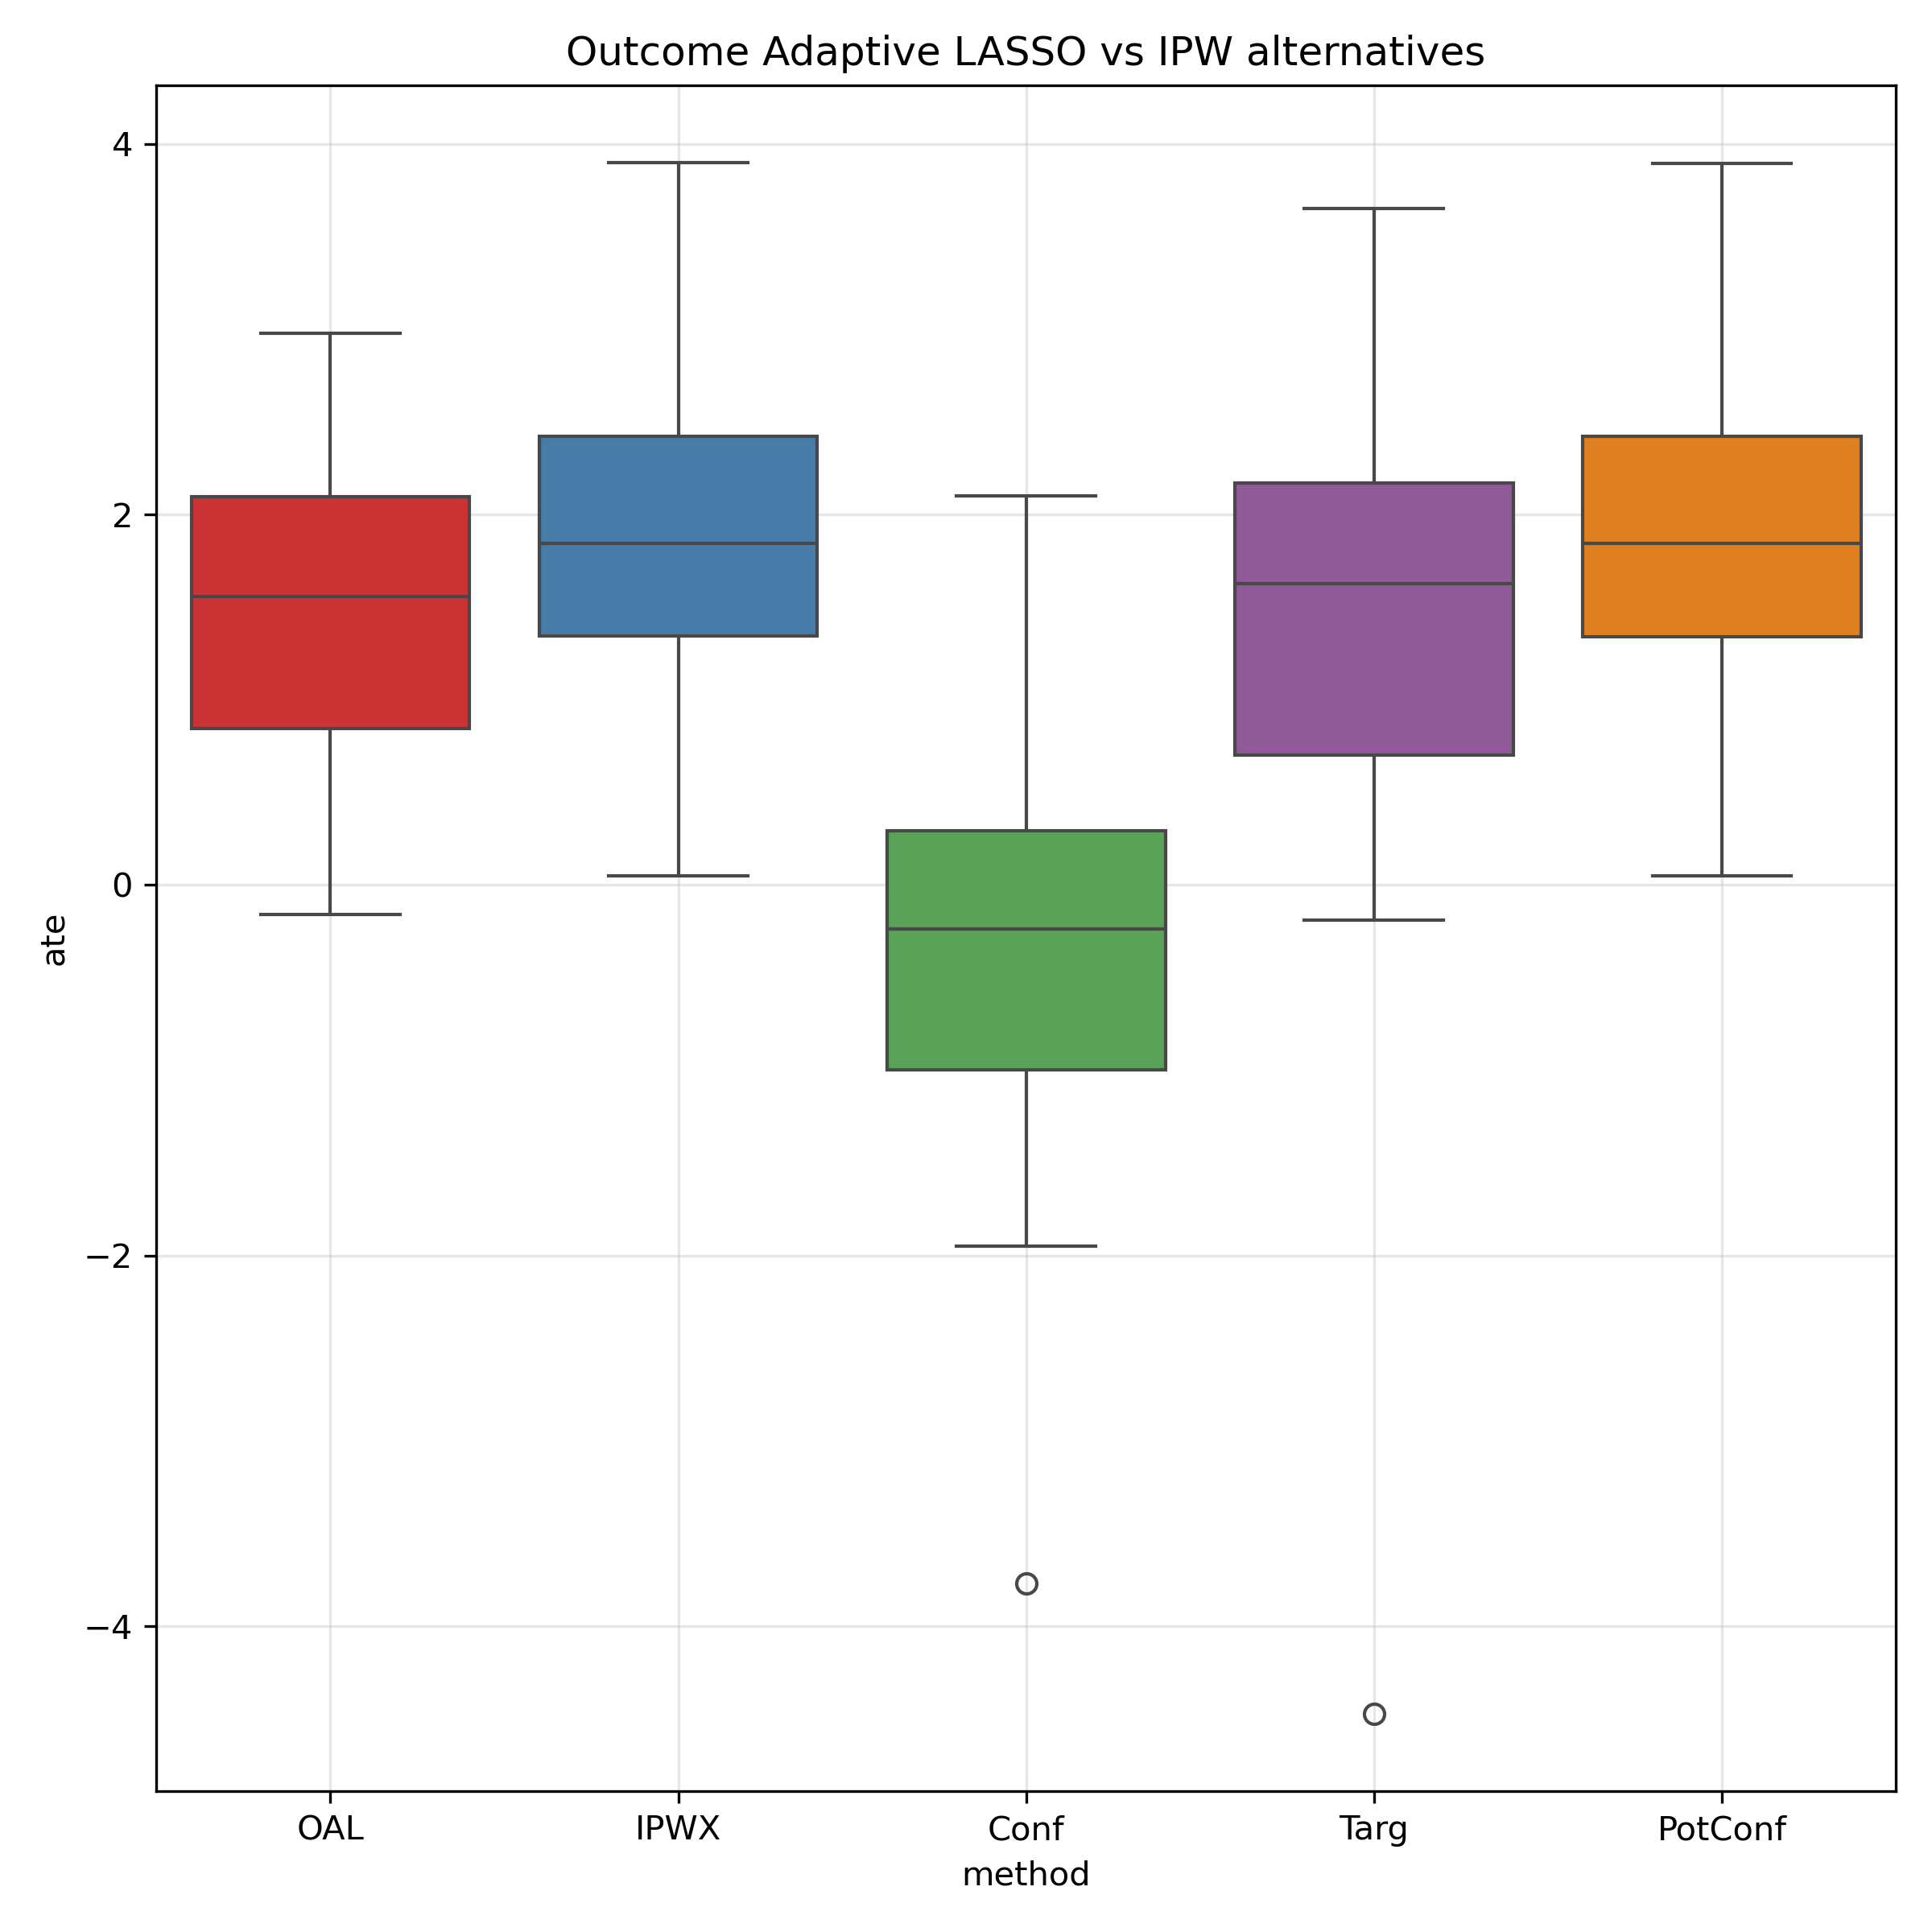 Outcome Adaptive LASSO vs IPW alternatives
4
2
0
−2
−4
ate
OAL IPWX Conf Targ PotConf
method